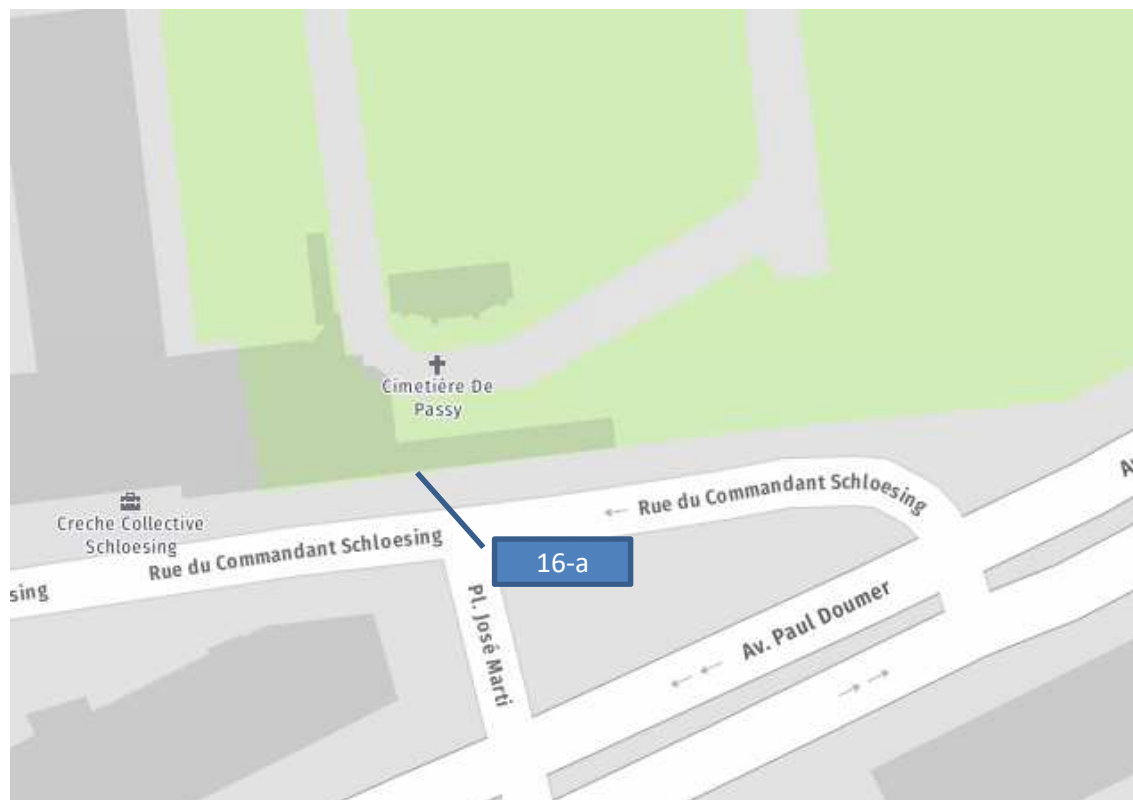 Cimetière De
Passy
Creche Collective
Schloesing
Rue du Commandant Schloesing
Rue du Commandant Schloesing
16-a
Pl. José Marti
Av. Paul Doumer
esing
A